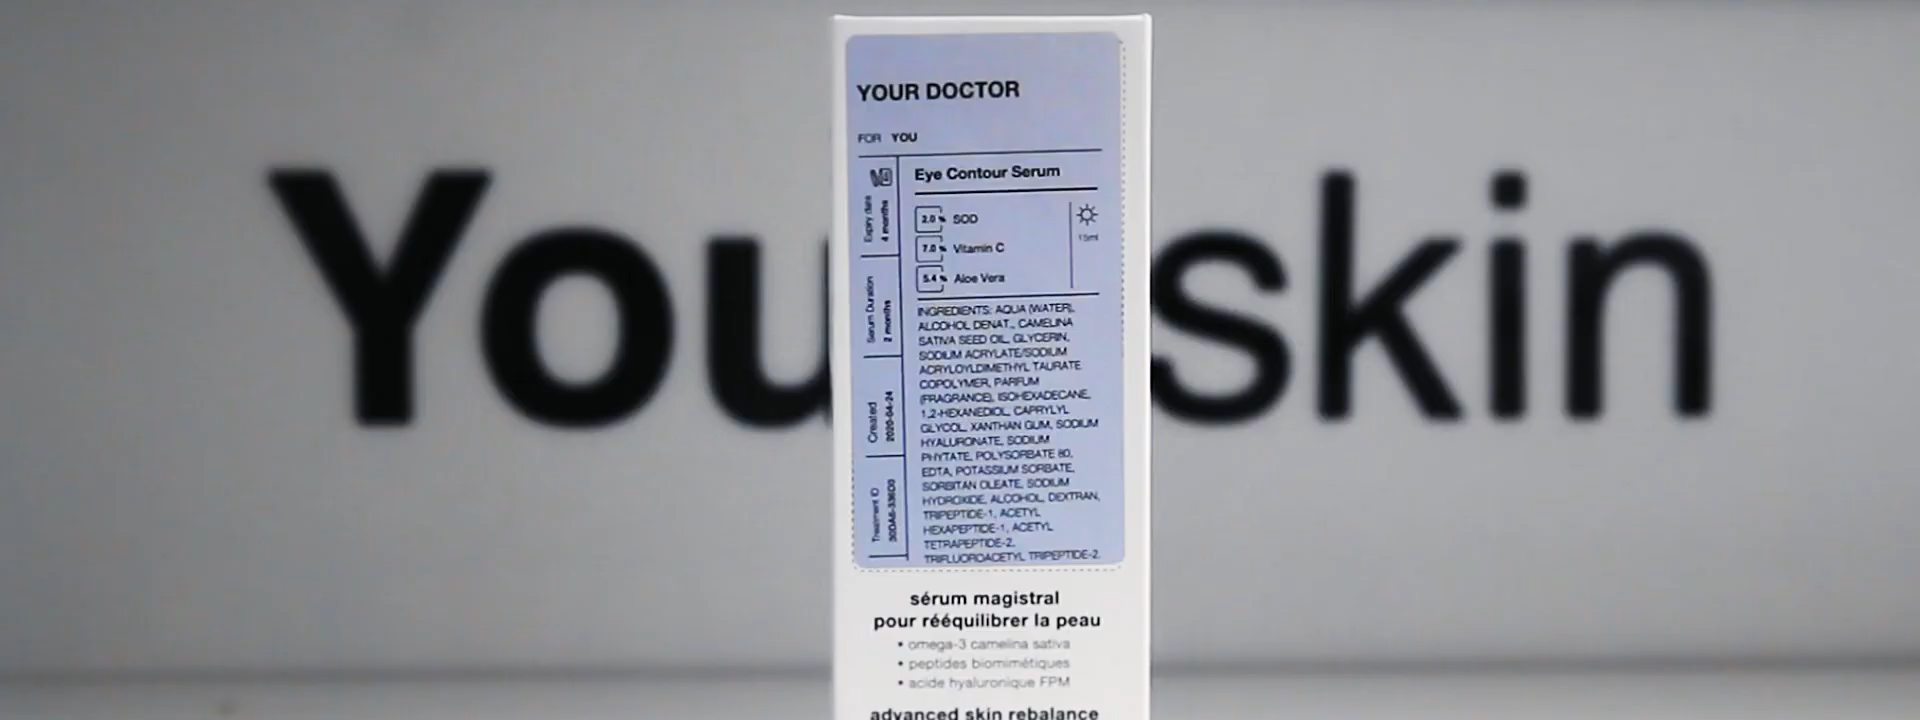 You skin
YOUR DOCTOR
FOR YOU
Eye Contour Serum
2.0 % SOD
7.0 % Vitamin C
5.4 % Aloe Vera
15ml
Expiry date
4 months
Serum Duration
2 months
Created
2020-04-24
Treatment ID
INGREDIENTS: AQUA (WATER),
ALCOHOL DENAT., CAMELINA
SATIVA SEED OIL, GLYCERIN,
SODIUM ACRYLATE/SODIUM
ACRYLOYLDIMETHYL TAURATE
COPOLYMER, PARFUM
(FRAGRANCE), ISOHEXADECANE,
1,2-HEXANEDIOL, CAPRYLYL
GLYCOL, XANTHAN GUM, SODIUM
HYALURONATE, SODIUM
PHYTATE, POLYSORBATE 80,
EDTA, POTASSIUM SORBATE,
SORBITAN OLEATE, SODIUM
HYDROXIDE, ALCOHOL, DEXTRAN,
TRIPEPTIDE-1, ACETYL
HEXAPEPTIDE-1, ACETYL
TETRAPEPTIDE-2,
TRIFLUOROACETYL TRIPEPTIDE-2,
sérum magistral
pour rééquilibrer la peau
• omega-3 camelina sativa
• peptides biomimétiques
• acide hyaluronique FPM
advanced skin rebalance